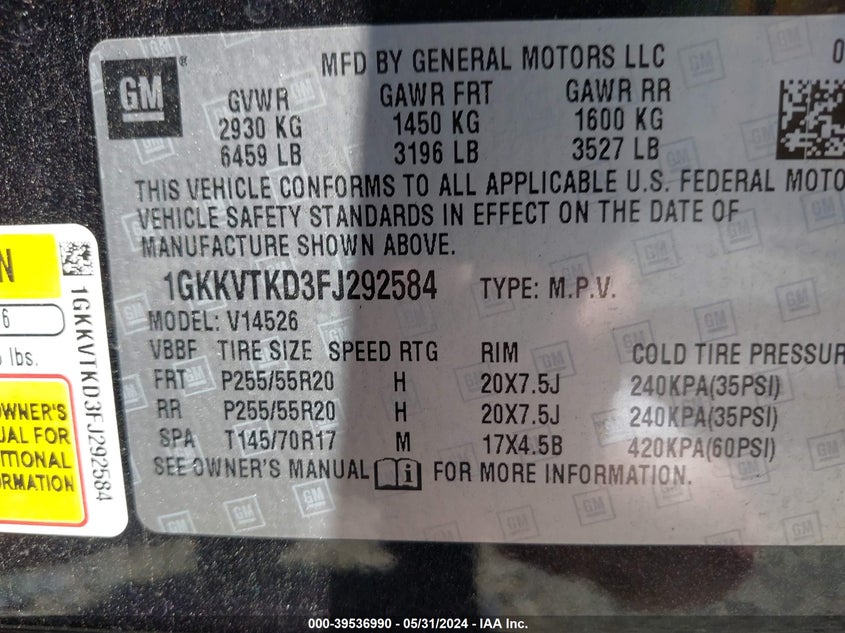 MFD BY GENERAL MOTORS LLC 0
GM®
GVWR GAWR FRT GAWR RR
2930 KG 1450 KG 1600 KG
6459 LB 3196 LB 3527 LB
THIS VEHICLE CONFORMS TO ALL APPLICABLE U.S. FEDERAL MOTO
VEHICLE SAFETY STANDARDS IN EFFECT ON THE DATE OF
MANUFACTURE SHOWN ABOVE.
1GKKVTKD3FJ292584 TYPE: M.P.V.
MODEL: V14526
VBBF TIRE SIZE SPEED RTG RIM COLD TIRE PRESSUR
FRT P255/55R20 H 20X7.5J 240KPA(35PSI)
RR P255/55R20 H 20X7.5J 240KPA(35PSI)
SPA T145/70R17 M 17X4.5B 420KPA(60PSI)
SEE OWNER'S MANUAL i FOR MORE INFORMATION.
N
6
lbs.
OWNER'S
UAL FOR
ITIONAL
ORMATION
1GKKVTKD3FJ292584
000-39536990 - 05/31/2024 - IAA Inc.